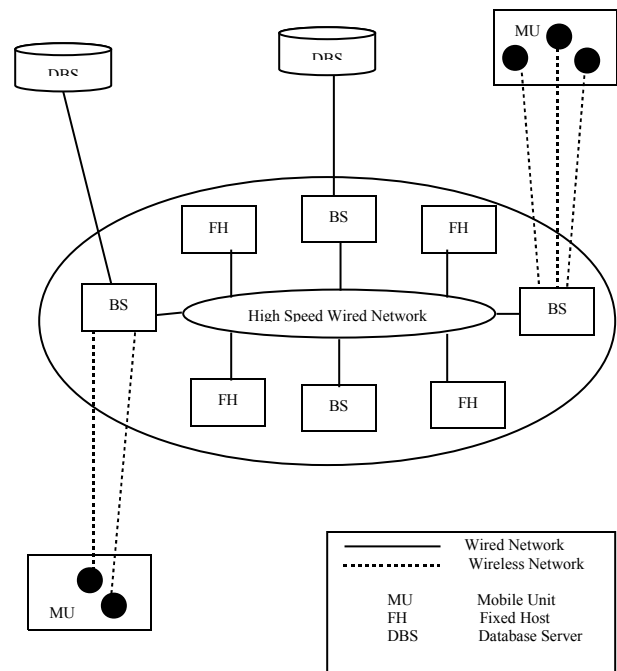 MU
DBS
DBS
FH
BS
FH
BS
High Speed Wired Network
BS
FH
BS
FH
MU
Wired Network
Wireless Network
MU Mobile Unit
FH Fixed Host
DBS Database Server